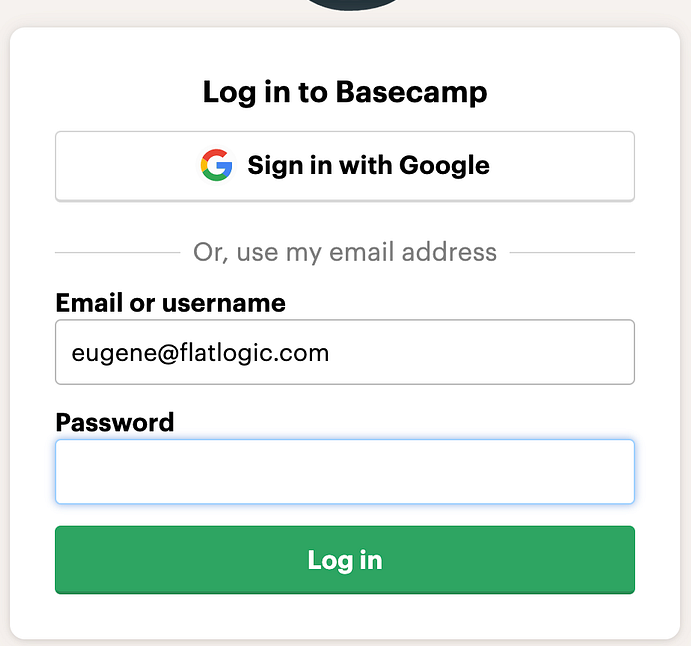 Log in to Basecamp
Sign in with Google
Or, use my email address
Email or username
eugene@flatlogic.com
Password
Log in